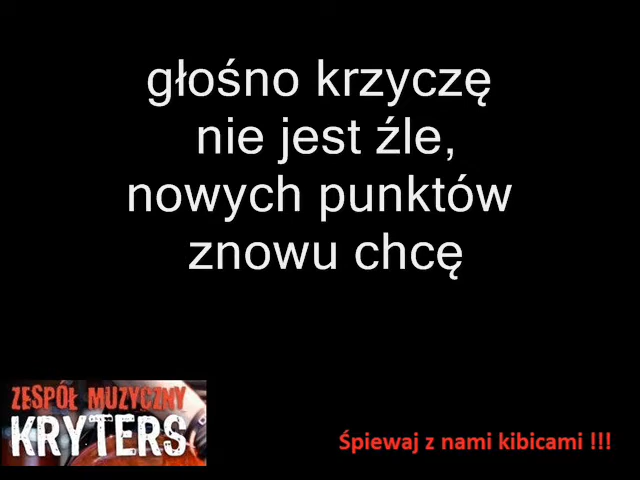 głośno krzyczę
nie jest źle,
nowych punktów
znowu chcę
ZESPÓŁ MUZYCZNY
KRYTERS
Śpiewaj z nami kibicami !!!